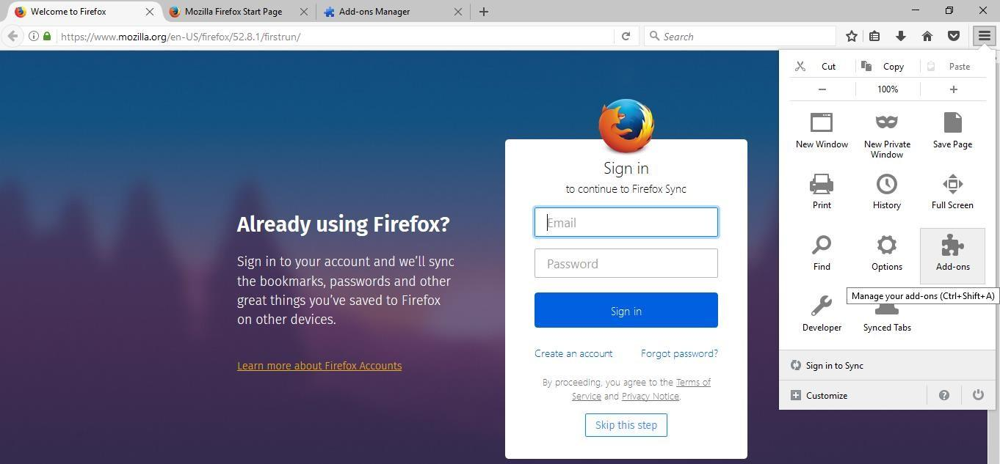 Welcome to Firefox
Mozilla Firefox Start Page
Add-ons Manager
https://www.mozilla.org/en-US/firefox/52.8.1/firstrun/
Search
Cut
Copy
Paste
100%
New Window
New Private
Window
Save Page
Print
History
Full Screen
Find
Options
Add-ons
Manage your add-ons (Ctrl+Shift+A)
Developer
Synced Tabs
Sign in to Sync
Customize
Already using Firefox?
Sign in to your account and we’ll sync
the bookmarks, passwords and other
great things you’ve saved to Firefox
on other devices.
Learn more about Firefox Accounts
Sign in
to continue to Firefox Sync
Email
Password
Sign in
Create an account
Forgot password?
By proceeding, you agree to the Terms of
Service and Privacy Notice.
Skip this step